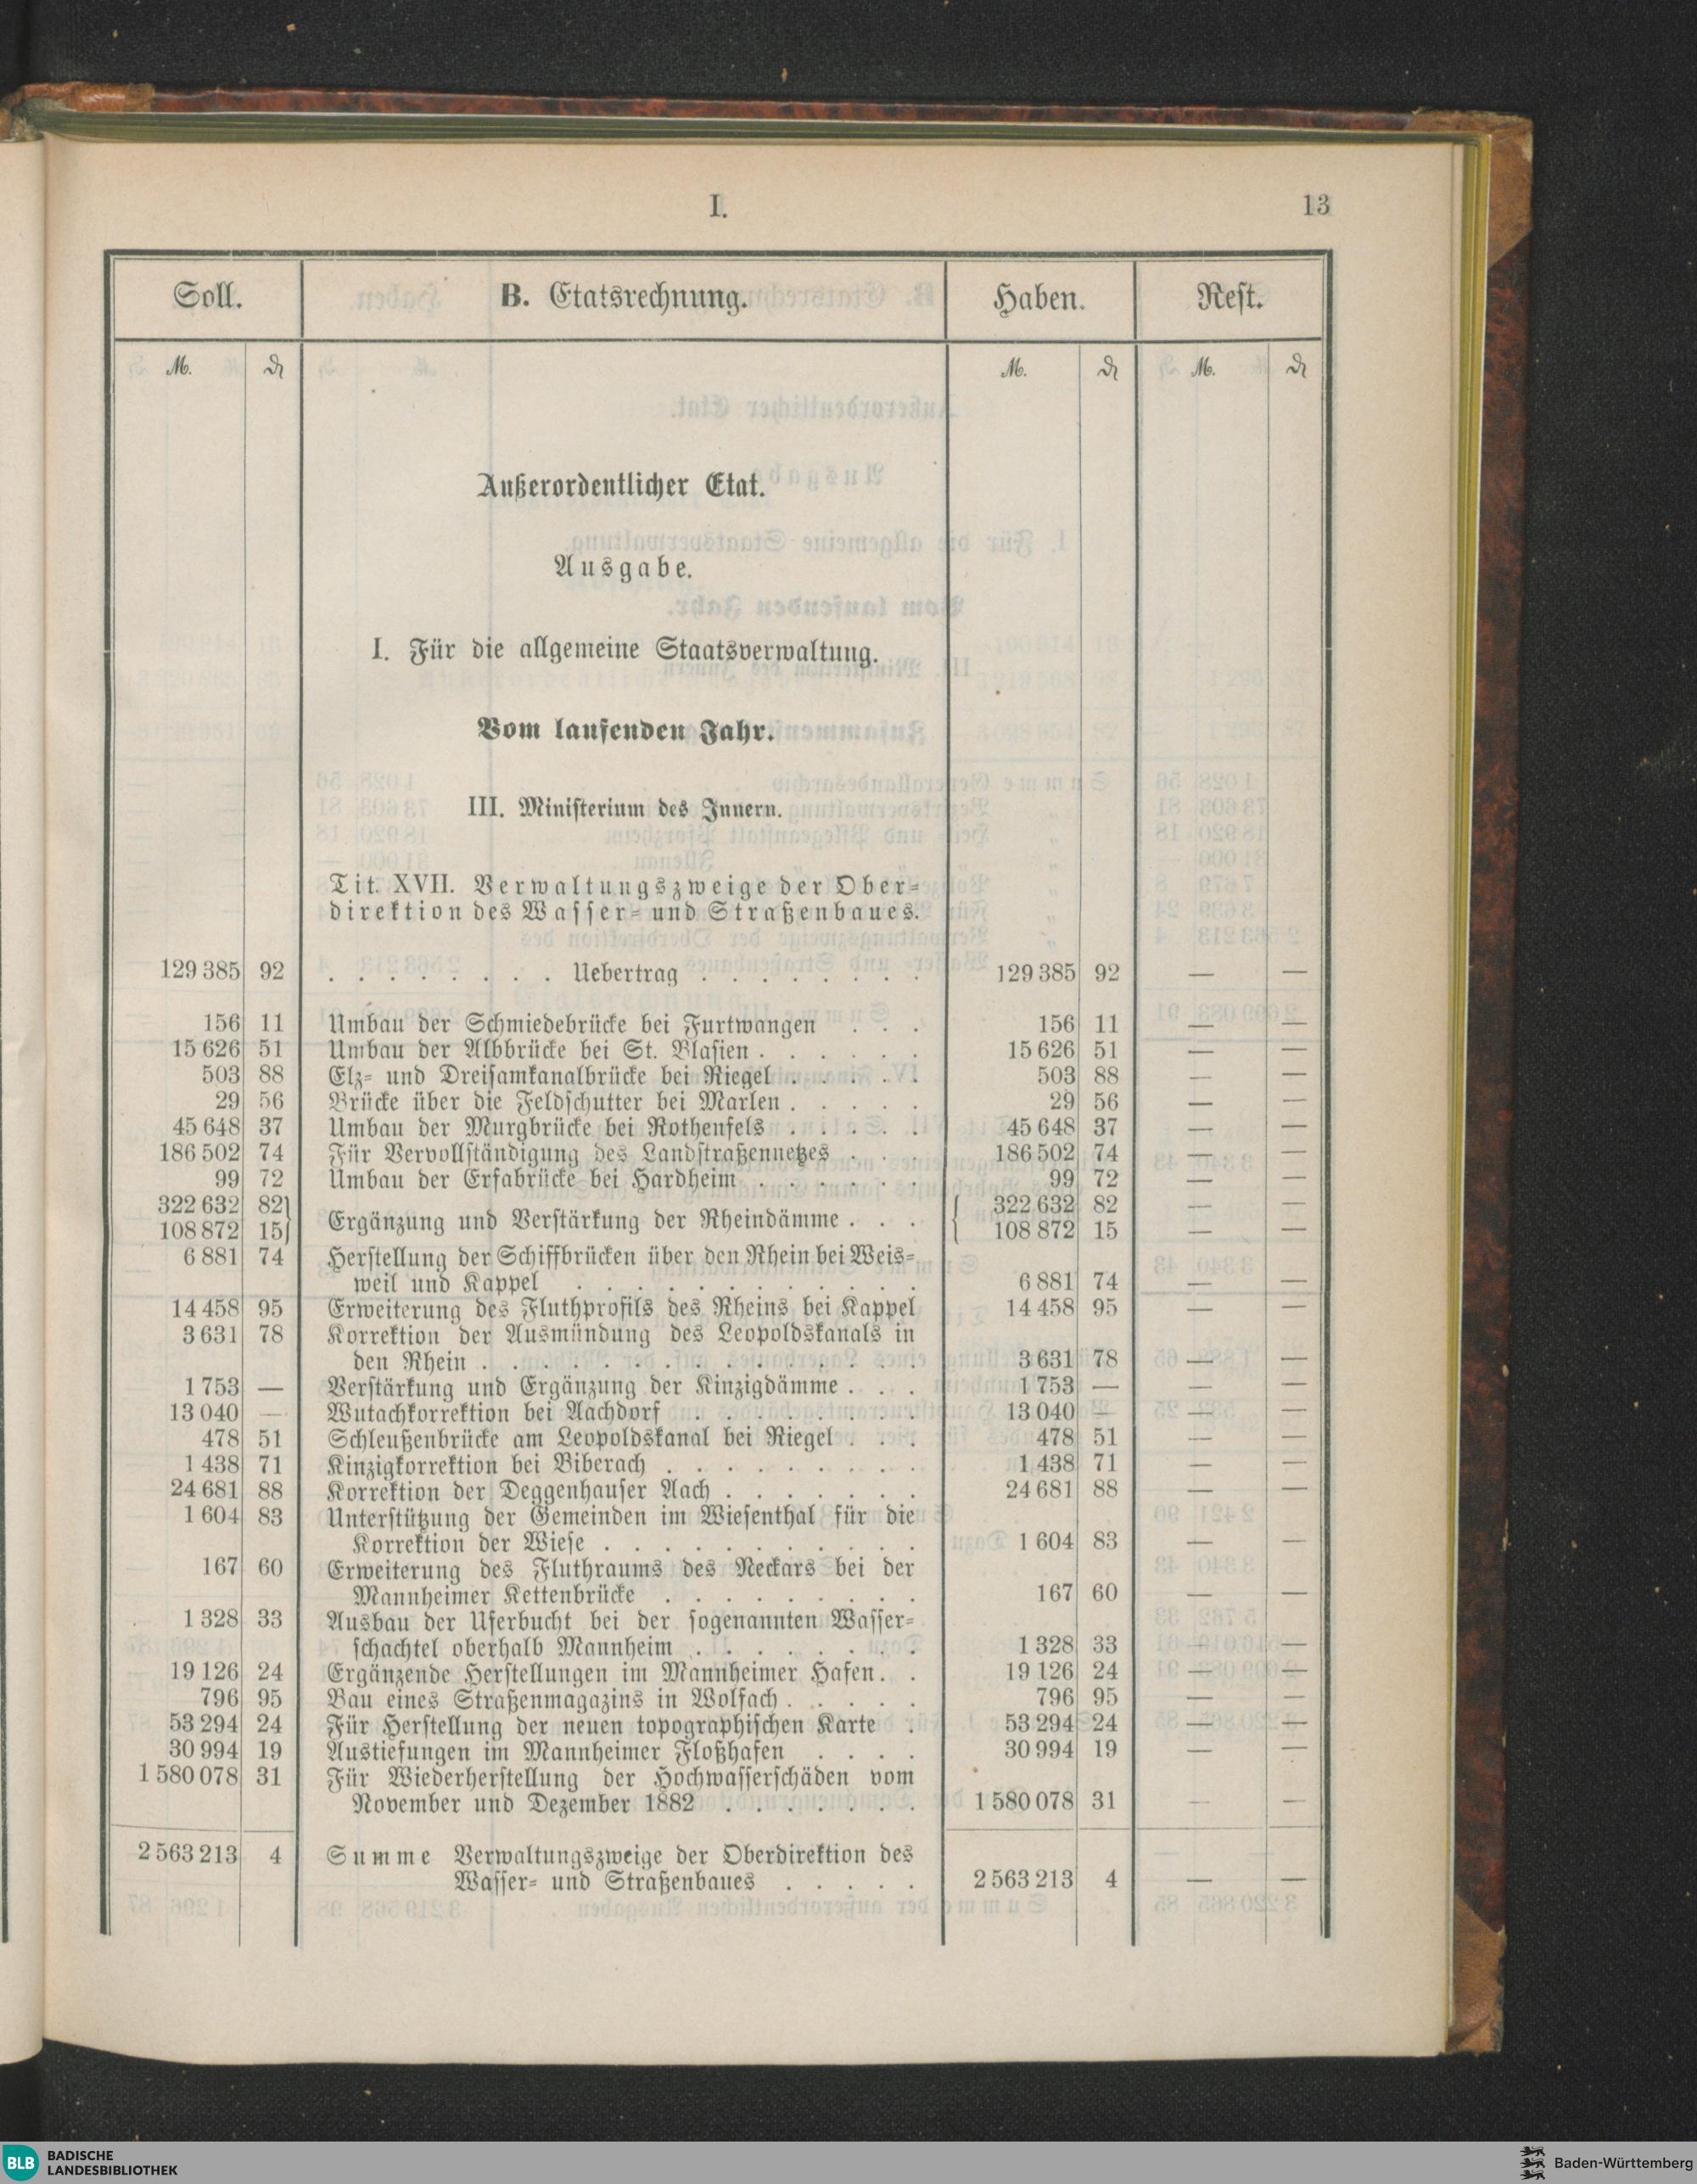 I.
13
Soll. B. Etatsrechnung. Haben. Rest.
M. ₰ M. ₰ M. ₰
Außerordentlicher Etat.
Ausgabe.
I. Für die allgemeine Staatsverwaltung.
Vom laufenden Jahr.
III. Ministerium des Innern.
Tit. XVII. Verwaltungszweige der Ober-
direktion des Wasser- und Straßenbaues.
129 385 92 . . . . . . . . Uebertrag . . . . . . . . 129 385 92 — —
156 11 Umbau der Schmiedebrücke bei Furtwangen . . . 156 11 — —
15 626 51 Umbau der Albbrücke bei St. Blasien . . . . . . 15 626 51 — —
503 88 Elz- und Dreisamkanalbrücke bei Riegel . . . . . 503 88 — —
29 56 Brücke über die Feldschutter bei Marlen . . . . . 29 56 — —
45 648 37 Umbau der Murgbrücke bei Rothenfels . . . . . 45 648 37 — —
186 502 74 Für Vervollständigung des Landstraßennetzes . . . 186 502 74 — —
99 72 Umbau der Erfabrücke bei Hardheim . . . . . . 99 72 — —
322 632 82} { 322 632 82 — —
Ergänzung und Verstärkung der Rheindämme . . .
108 872 15} { 108 872 15 — —
6 881 74 Herstellung der Schiffbrücken über den Rhein bei Weis-
weil und Kappel . . . . . . . . . . . . 6 881 74 — —
14 458 95 Erweiterung des Fluthprofils des Rheins bei Kappel 14 458 95 — —
3 631 78 Korrektion der Ausmündung des Leopoldskanals in
den Rhein . . . . . . . . . . . . . . . 3 631 78 — —
1 753 — Verstärkung und Ergänzung der Kinzigdämme . . . 1 753 — — —
13 040 — Wutachkorrektion bei Aachdorf . . . . . . . . 13 040 — — —
478 51 Schleußenbrücke am Leopoldskanal bei Riegel . . . 478 51 — —
1 438 71 Kinzigkorrektion bei Biberach . . . . . . . . . 1 438 71 — —
24 681 88 Korrektion der Deggenhauser Aach . . . . . . . 24 681 88 — —
1 604 83 Unterstützung der Gemeinden im Wiesenthal für die
Korrektion der Wiese . . . . . . . . . . . 1 604 83 — —
167 60 Erweiterung des Fluthraums des Neckars bei der
Mannheimer Kettenbrücke . . . . . . . . . 167 60 — —
1 328 33 Ausbau der Uferbucht bei der sogenannten Wasser-
schachtel oberhalb Mannheim . . . . . . . . 1 328 33 — —
19 126 24 Ergänzende Herstellungen im Mannheimer Hafen . . 19 126 24 — —
796 95 Bau eines Straßenmagazins in Wolfach . . . . . 796 95 — —
53 294 24 Für Herstellung der neuen topographischen Karte . 53 294 24 — —
30 994 19 Austiefungen im Mannheimer Floßhafen . . . . 30 994 19 — —
1 580 078 31 Für Wiederherstellung der Hochwasserschäden vom
November und Dezember 1882 . . . . . . . 1 580 078 31 — —
2 563 213 4 Summe Verwaltungszweige der Oberdirektion des
Wasser- und Straßenbaues . . . . . 2 563 213 4 — —
BLB BADISCHE
LANDESBIBLIOTHEK
Baden-Württemberg